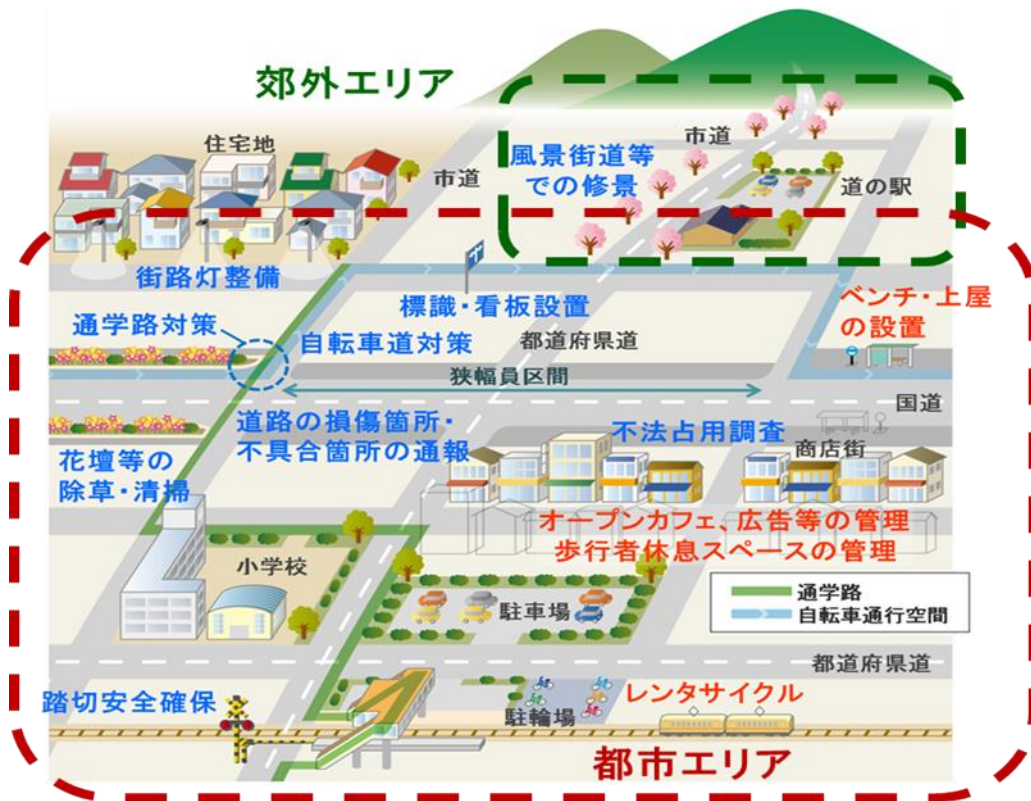 郊外エリア
住宅地
市道
市道
風景街道等
での修景
道の駅
街路灯整備
標識・看板設置
ベンチ・上屋
の設置
通学路対策
自転車道対策
都道府県道
狭幅員区間
国道
道路の損傷箇所・
不具合箇所の通報
不法占用調査
商店街
花壇等の
除草・清掃
オープンカフェ、広告等の管理
歩行者休息スペースの管理
小学校
駐車場
通学路
自転車通行空間
都道府県道
踏切安全確保
駐輪場
レンタサイクル
都市エリア